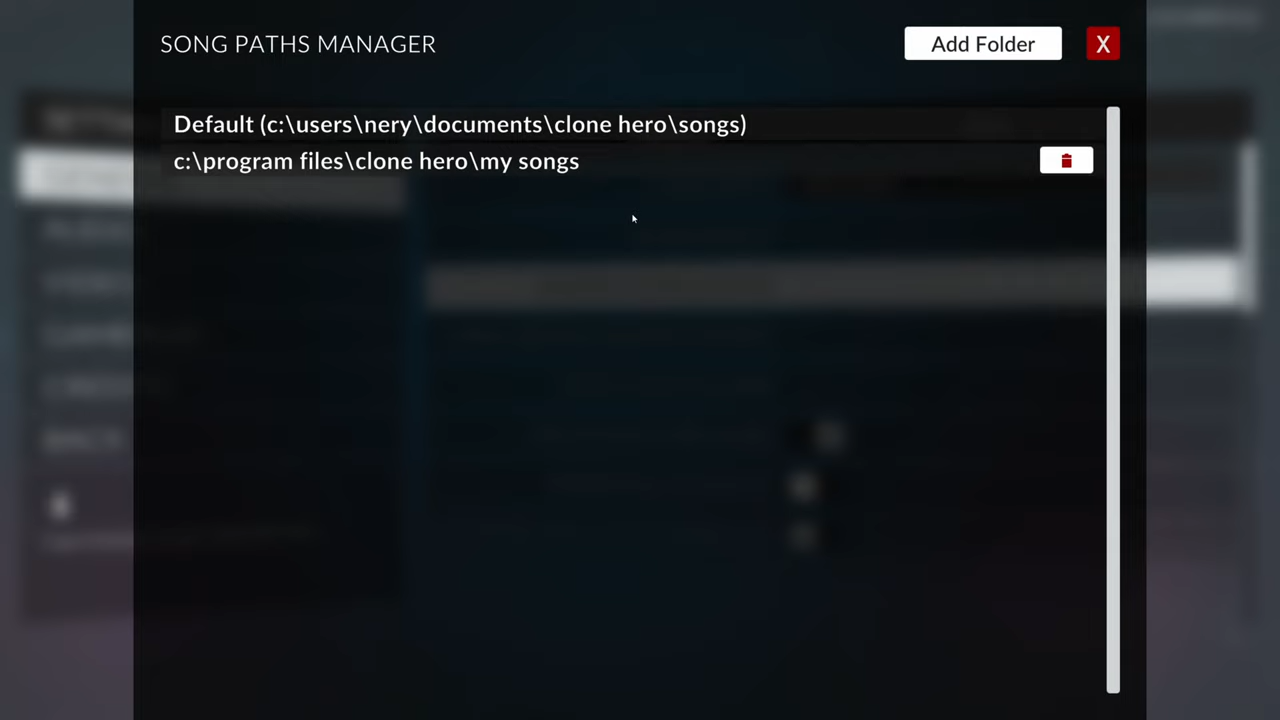 SONG PATHS MANAGER
Add Folder
X
Default (c:\users\nery\documents\clone hero\songs)
c:\program files\clone hero\my songs